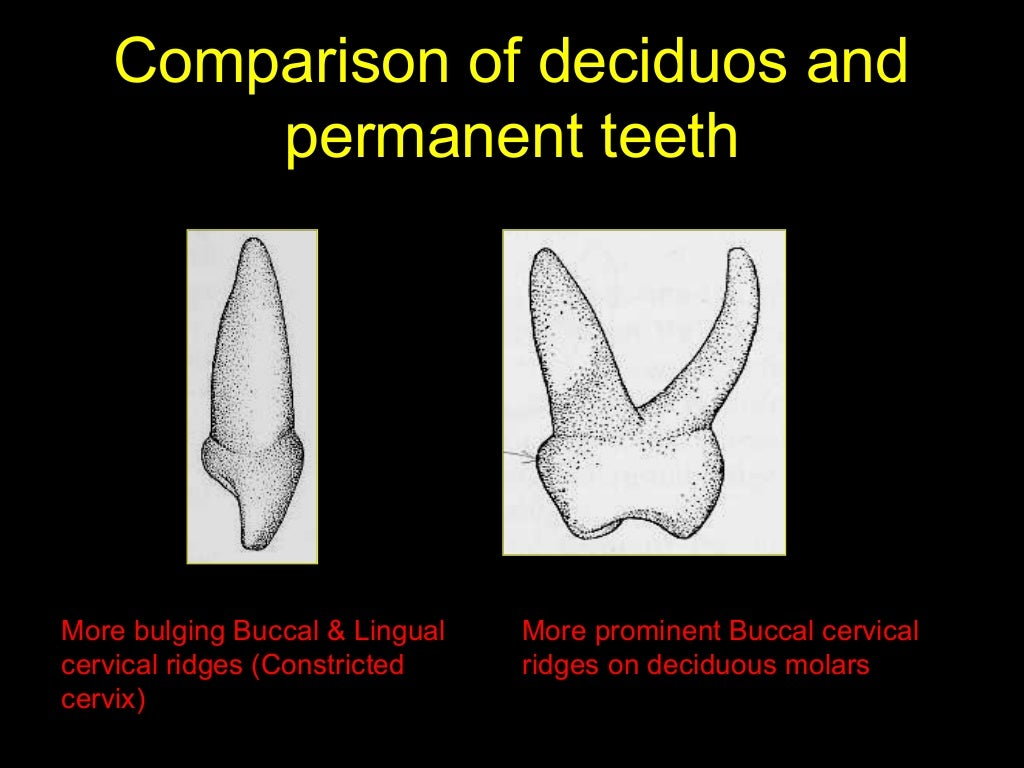 Comparison of deciduos and
permanent teeth
More bulging Buccal & Lingual
cervical ridges (Constricted
cervix)
More prominent Buccal cervical
ridges on deciduous molars